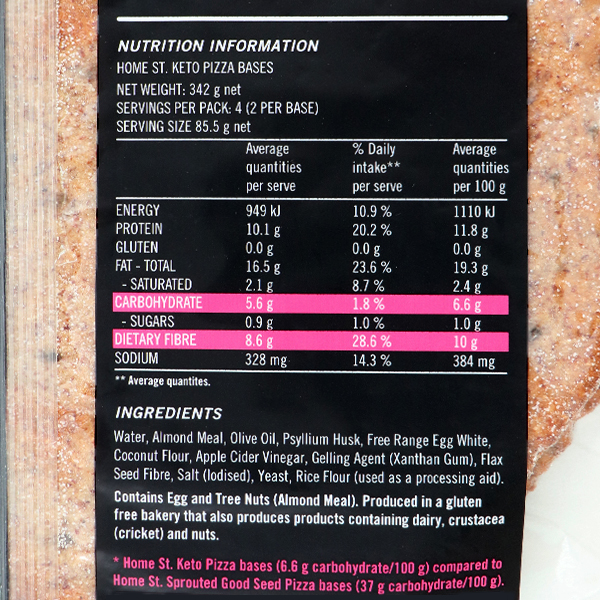 NUTRITION INFORMATION
HOME ST. KETO PIZZA BASES
NET WEIGHT: 342 g net
SERVINGS PER PACK: 4 (2 PER BASE)
SERVING SIZE 85.5 g net
Average quantities per serve % Daily intake** per serve Average quantities per 100 g
ENERGY 949 kJ 10.9 % 1110 kJ
PROTEIN 10.1 g 20.2 % 11.8 g
GLUTEN 0.0 g 0.0 g 0.0 g
FAT - TOTAL 16.5 g 23.6 % 19.3 g
- SATURATED 2.1 g 8.7 % 2.4 g
CARBOHYDRATE 5.6 g 1.8 % 6.6 g
- SUGARS 0.9 g 1.0 % 1.0 g
DIETARY FIBRE 8.6 g 28.6 % 10 g
SODIUM 328 mg 14.3 % 384 mg
** Average quantites.
INGREDIENTS
Water, Almond Meal, Olive Oil, Psyllium Husk, Free Range Egg White,
Coconut Flour, Apple Cider Vinegar, Gelling Agent (Xanthan Gum), Flax
Seed Fibre, Salt (Iodised), Yeast, Rice Flour (used as a processing aid).
Contains Egg and Tree Nuts (Almond Meal). Produced in a gluten
free bakery that also produces products containing dairy, crustacea
(cricket) and nuts.
* Home St. Keto Pizza bases (6.6 g carbohydrate/100 g) compared to
Home St. Sprouted Good Seed Pizza bases (37 g carbohydrate/100 g).